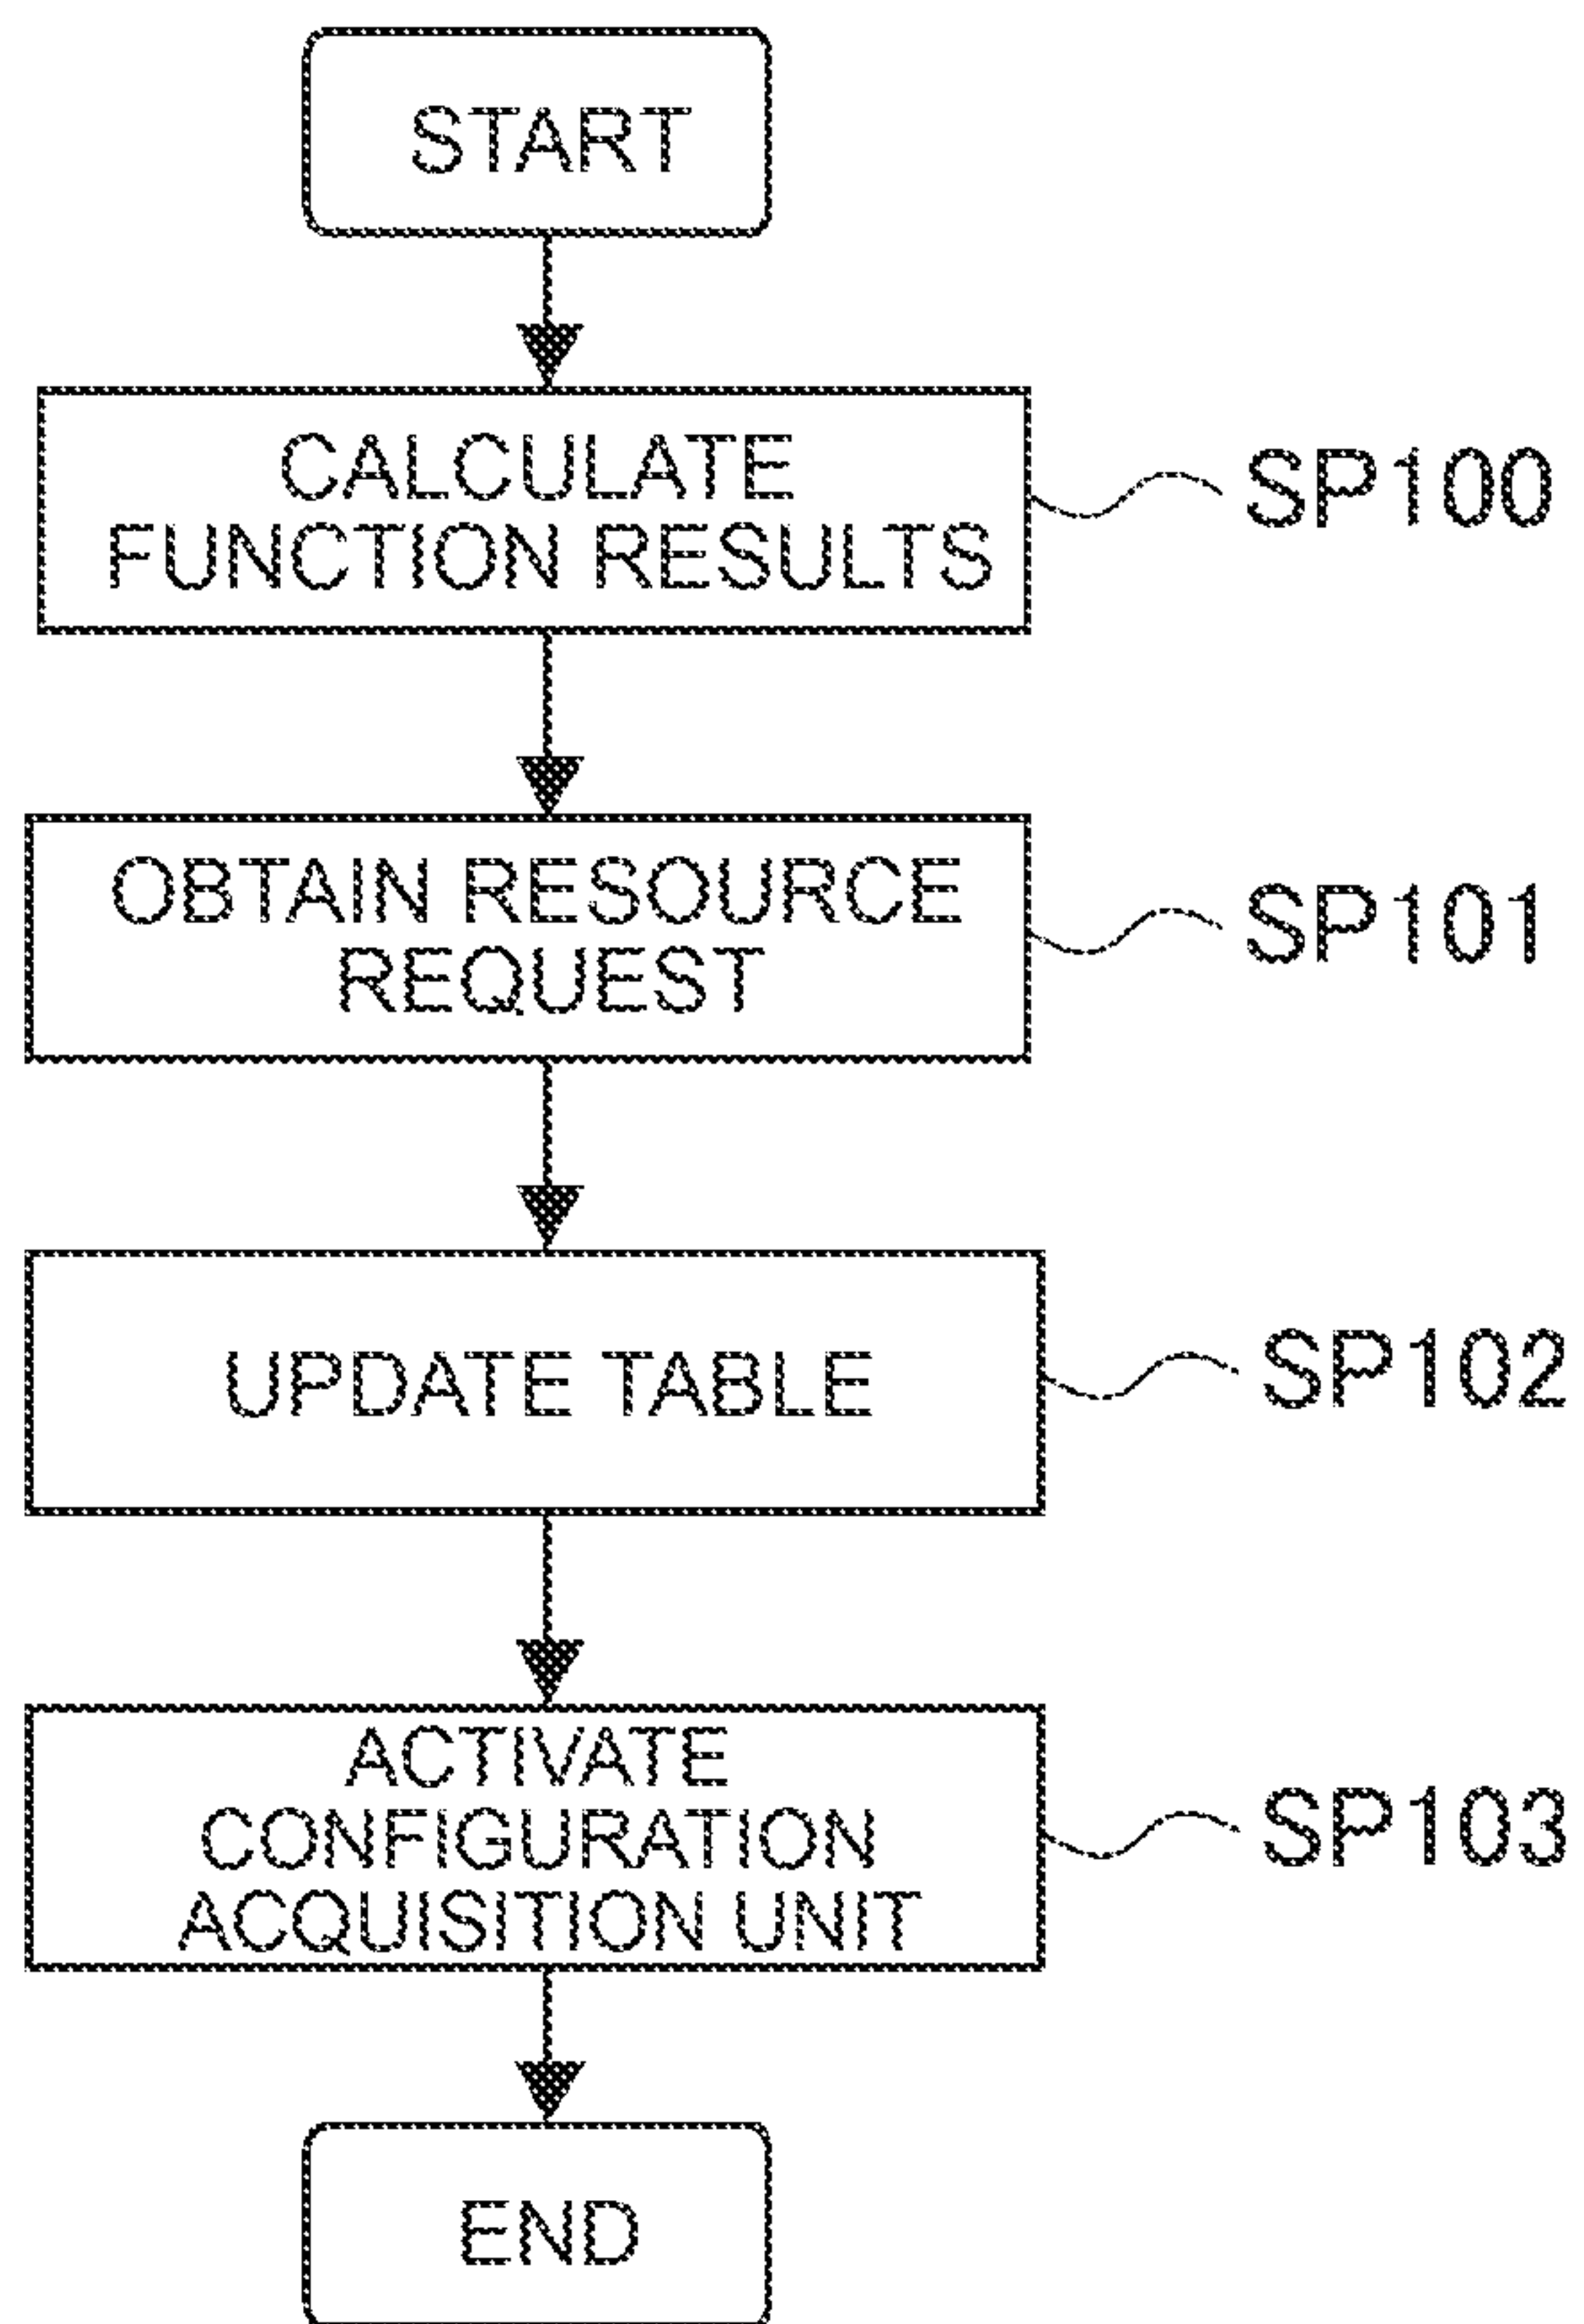 START
CALCULATE
FUNCTION RESULTS
SP100
OBTAIN RESOURCE
REQUEST
SP101
UPDATE TABLE
SP102
ACTIVATE
CONFIGURATION
ACQUISITION UNIT
SP103
END